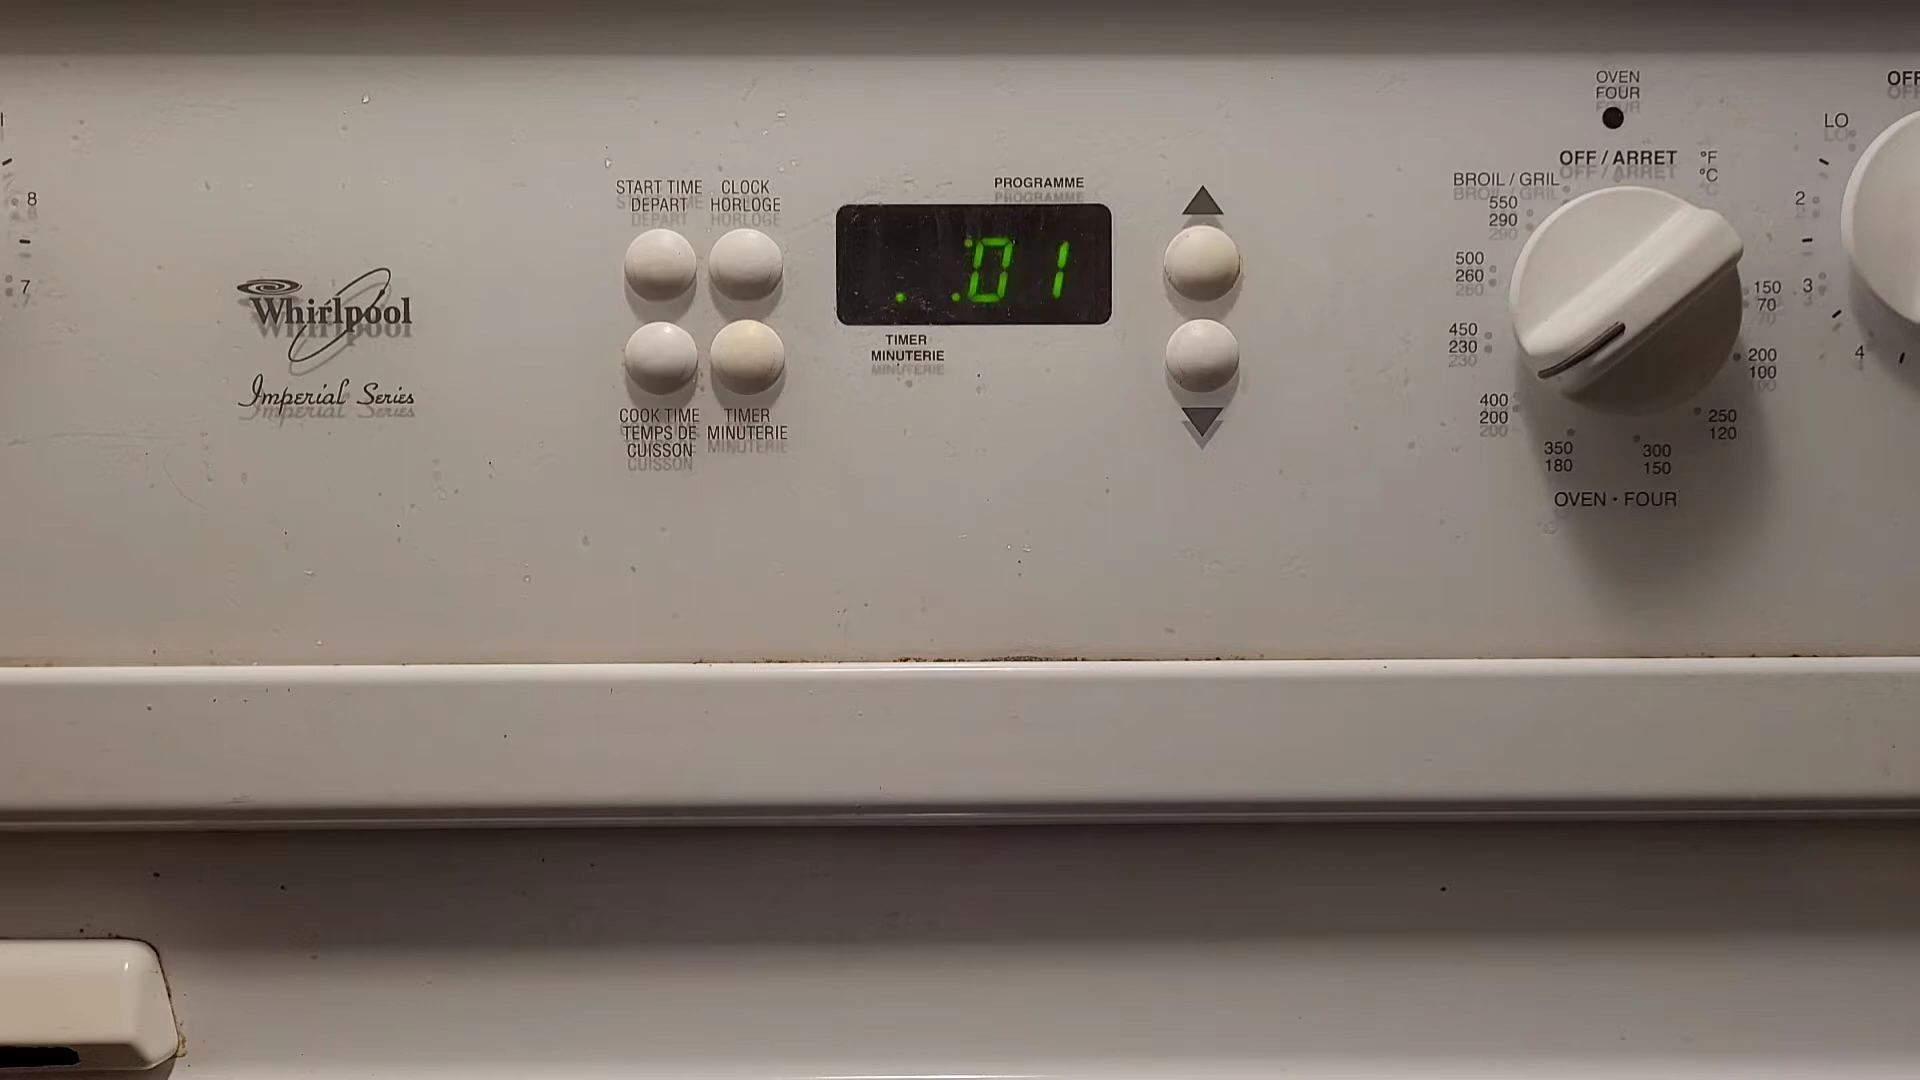 8
7
Whirlpool
Imperial Series
START TIME
DEPART
CLOCK
HORLOGE
COOK TIME
TEMPS DE
CUISSON
TIMER
MINUTERIE
PROGRAMME
:01
TIMER
MINUTERIE
OVEN
FOUR
OFF / ARRET
°F
°C
BROIL / GRIL
550
290
500
260
450
230
400
200
350
180
300
150
250
120
200
100
150
70
OVEN • FOUR
OFF
LO
2
3
4